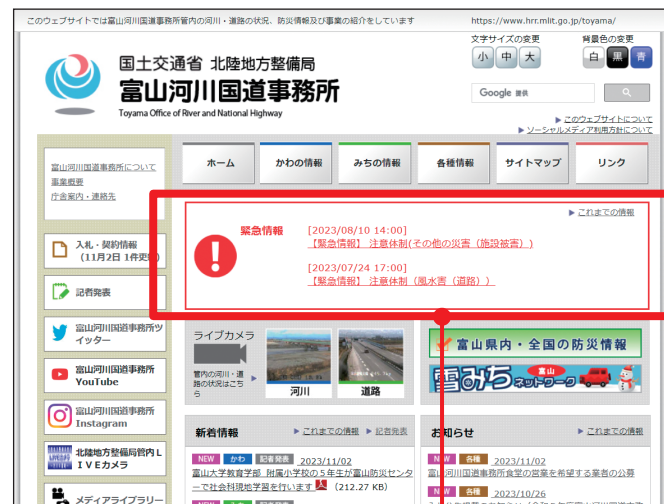 このウェブサイトでは富山河川国道事務所管内の河川・道路の状況、防災情報及び事業の紹介をしています
https://www.hrr.mlit.go.jp/toyama/
国土交通省 北陸地方整備局
富山河川国道事務所
Toyama Office of River and National Highway
文字サイズの変更
背景色の変更
小 中 大
白 黒 青
Google 提供
このウェブサイトについて
ソーシャルメディア利用方針について
富山河川国道事務所について
事業概要
庁舎案内・連絡先
ホーム
かわの情報
みちの情報
各種情報
サイトマップ
リンク
これまでの情報
緊急情報
[2023/08/10 14:00]
【緊急情報】 注意体制(その他の災害（施設被害）)
[2023/07/24 17:00]
【緊急情報】 注意体制（風水害（道路））
入札・契約情報
(11月2日 1件更
記者発表
富山河川国道事務所ツ
イッター
富山河川国道事務所
YouTube
富山河川国道事務所
Instagram
北陸地方整備局管内L
IVEカメラ
メディアライブラリー
ライブカメラ
管内の河川・道
路の状況はこち
ら
河川
道路
富山県内・全国の防災情報
雪みち 富山 ネットワーク
新着情報
これまでの情報
記者発表
NEW かわ 記者発表 2023/11/02
富山大学教育学部 附属小学校の５年生が富山防災センタ
ーで社会科現地学習を行います (212.27 KB)
お知らせ
これまでの情報
NEW 各種 2023/11/02
富山河川国道事務所食堂の営業を希望する業者の公募
NEW 各種 2023/10/26